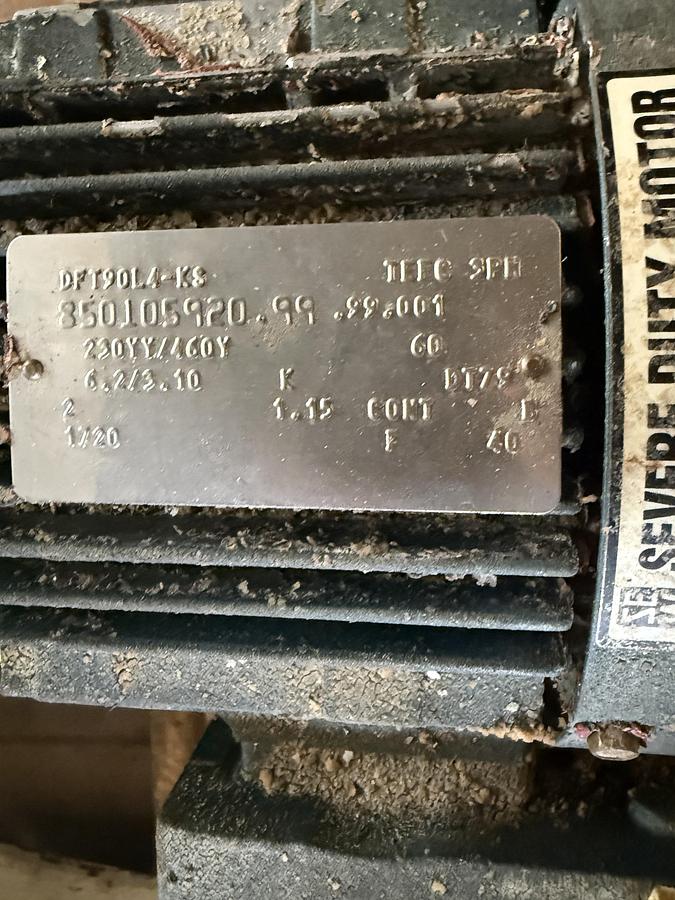 DFT90L4-KS TEFC 3PH
850105920.99 .99.001
230YY/460Y 60
6.2/3.10 K DT79
2 1.15 CONT
1720 F 40
SEVERE DUTY MOTOR